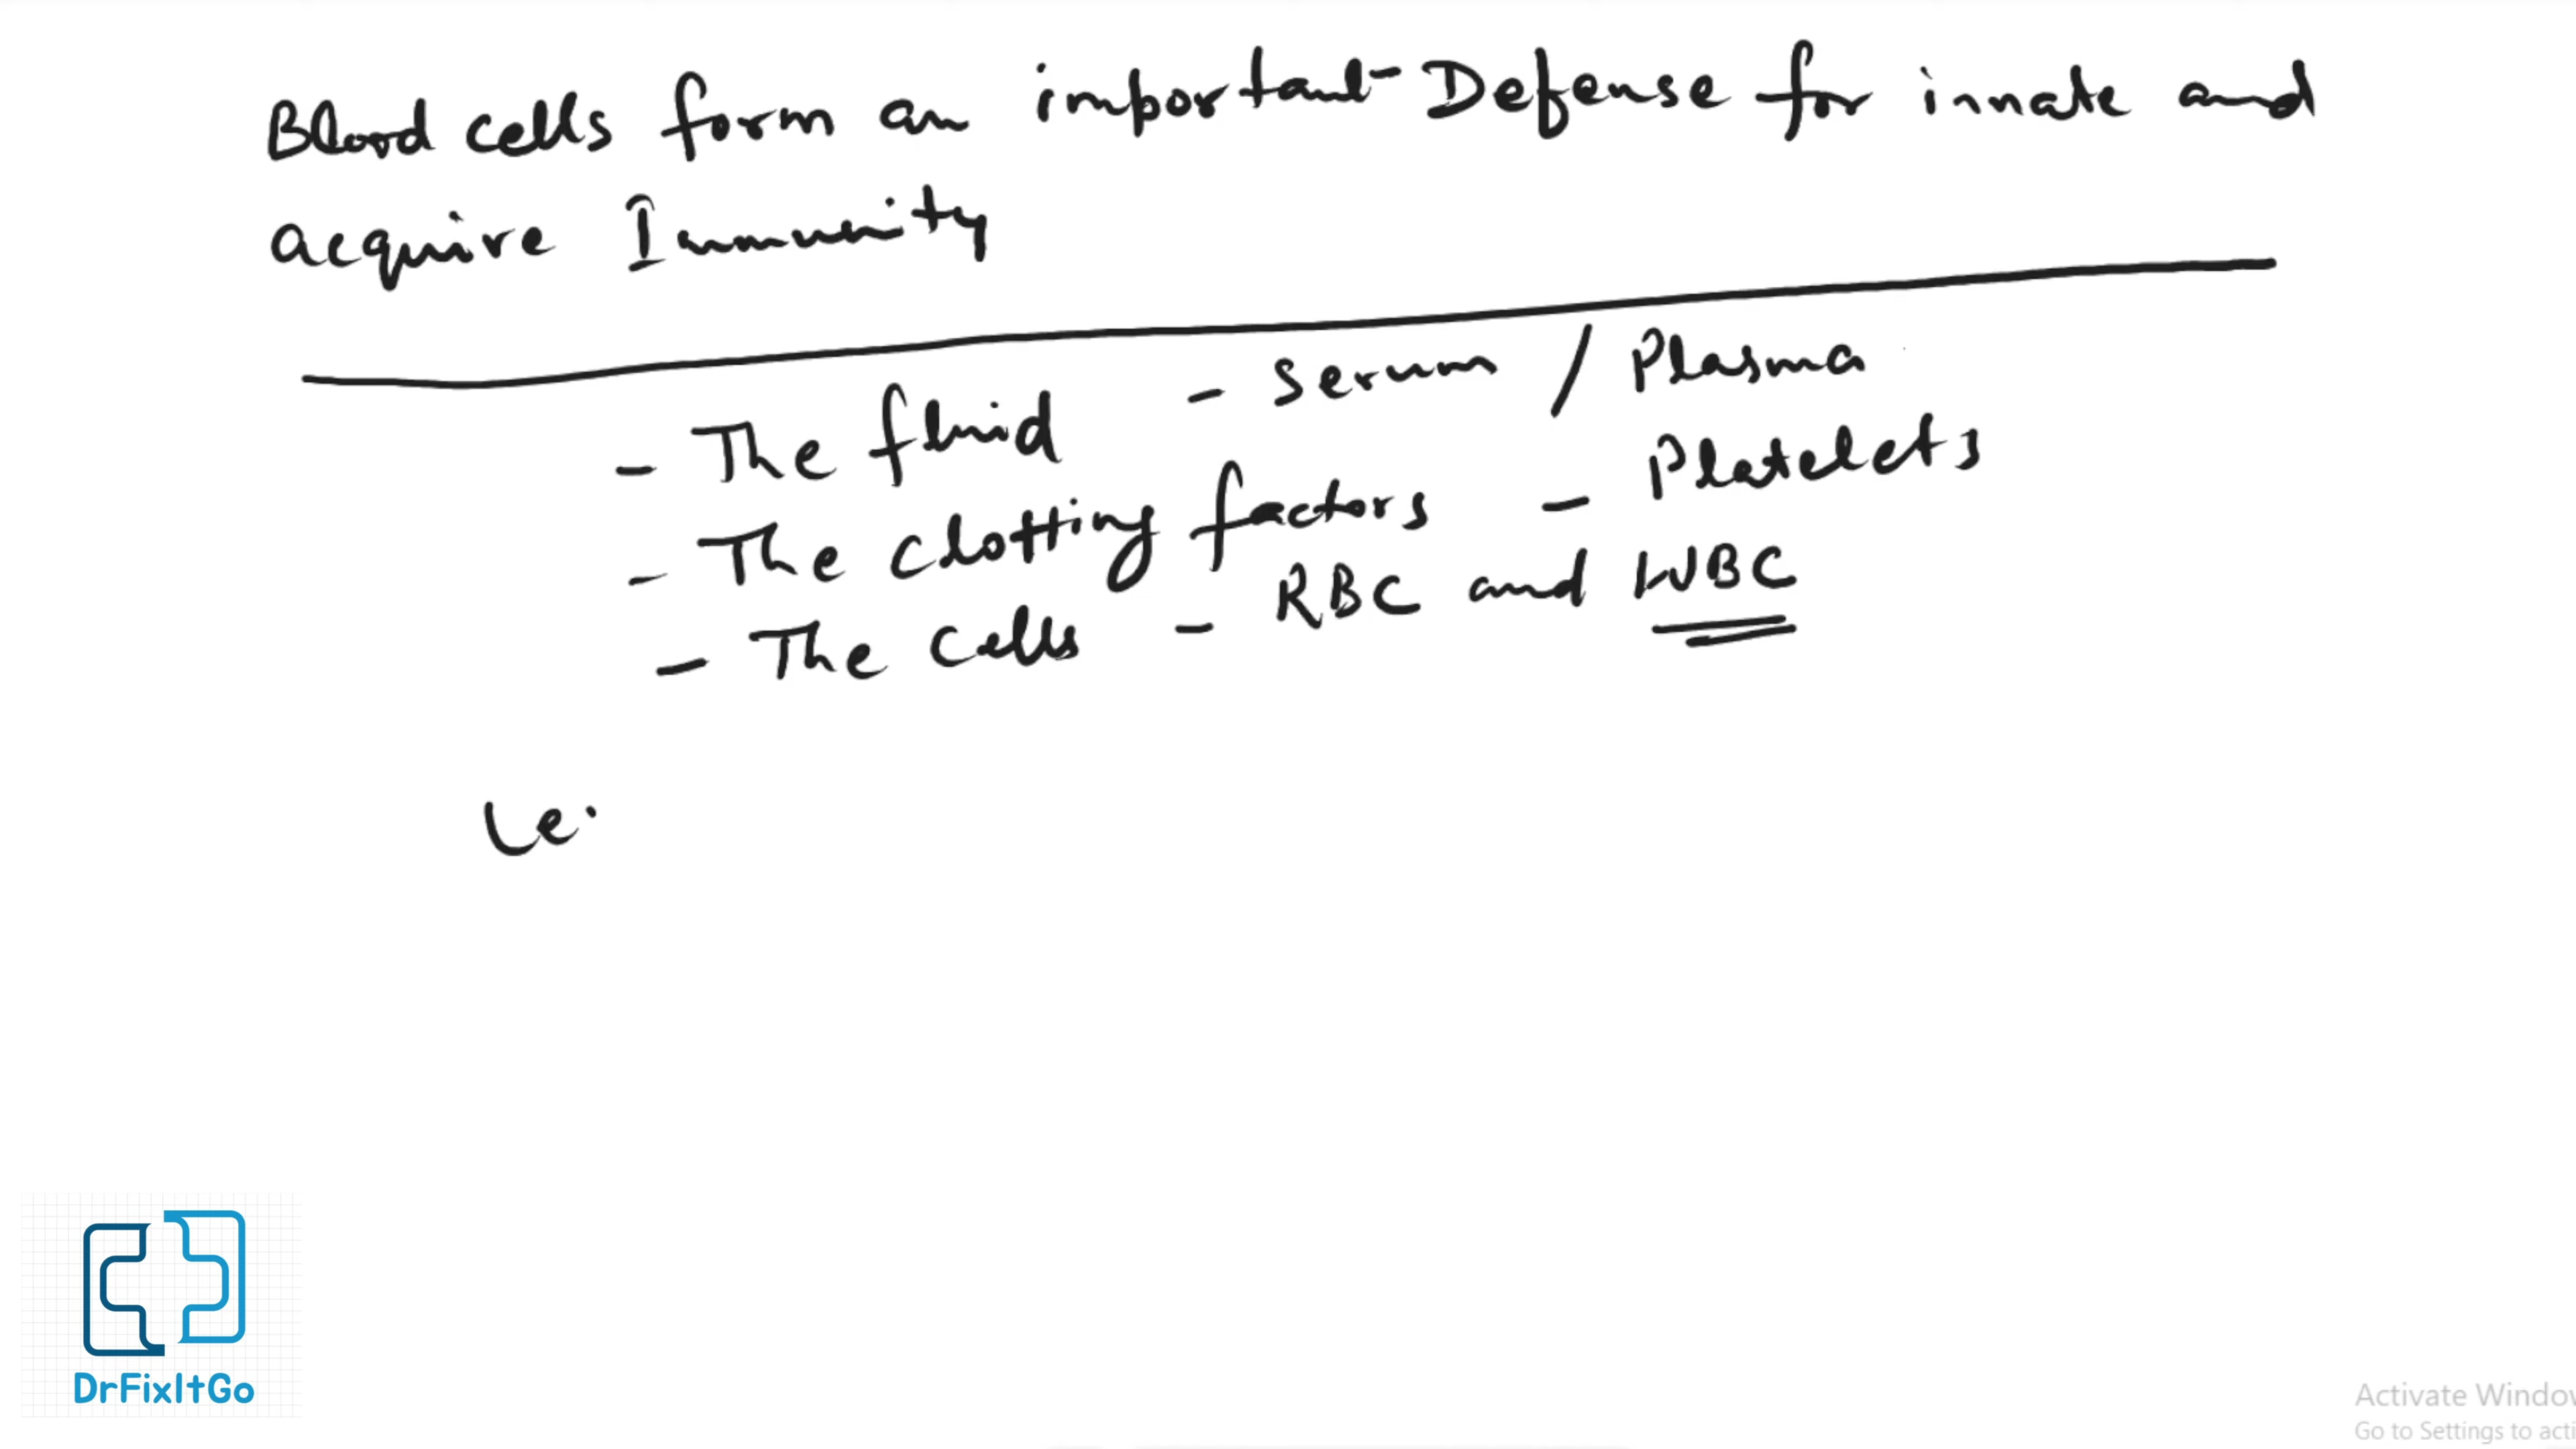 Blood cells form an important Defense for innate and
acquire Immunity
- The fluid - Serum / Plasma
- The Clotting factors - Platelets
- The Cells - RBC and WBC
Le
DrFixItGo
Activate Window
Go to Settings to acti